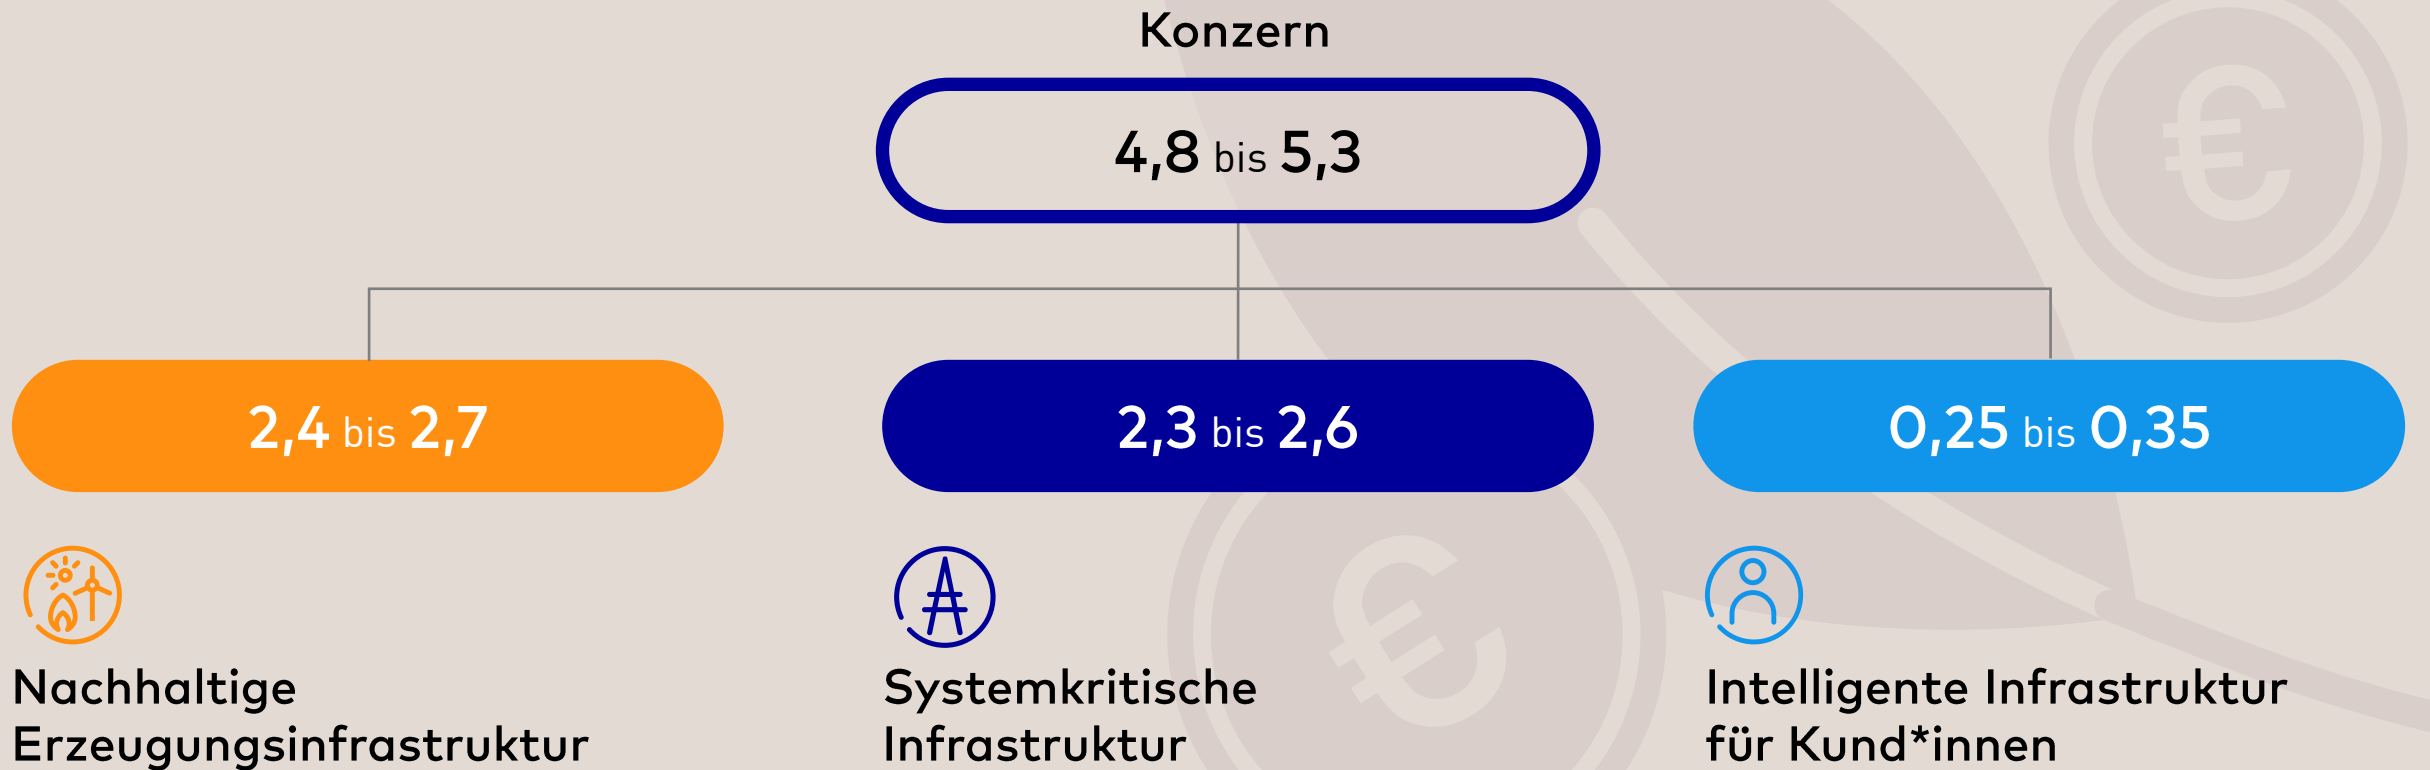 Konzern
4,8 bis 5,3
2,4 bis 2,7
2,3 bis 2,6
0,25 bis 0,35
Nachhaltige
Erzeugungsinfrastruktur
Systemkritische
Infrastruktur
Intelligente Infrastruktur
für Kund*innen
€
€